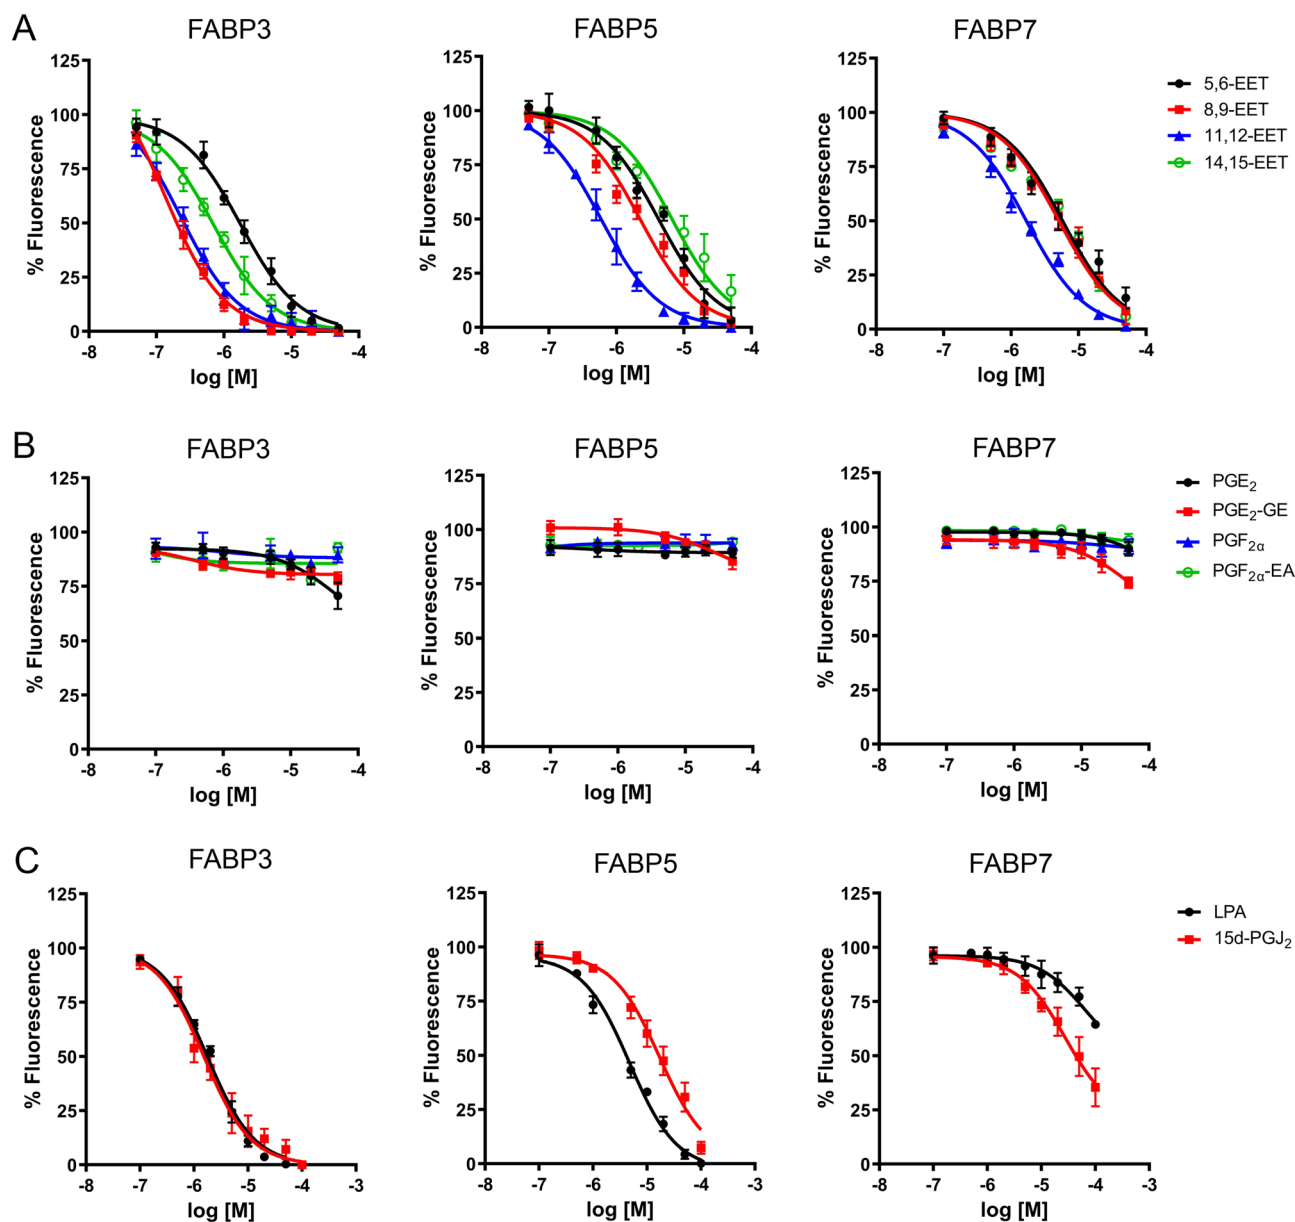 A
FABP3
FABP5
FABP7
125
100
75
50
25
0
% Fluorescence
-8
-7
-6
-5
-4
log [M]
125
100
75
50
25
0
% Fluorescence
-8
-7
-6
-5
-4
log [M]
125
100
75
50
25
0
% Fluorescence
-8
-7
-6
-5
-4
log [M]
5,6-EET
8,9-EET
11,12-EET
14,15-EET
B
FABP3
FABP5
FABP7
125
100
75
50
25
0
% Fluorescence
-8
-7
-6
-5
-4
log [M]
125
100
75
50
25
0
% Fluorescence
-8
-7
-6
-5
-4
log [M]
125
100
75
50
25
0
% Fluorescence
-8
-7
-6
-5
-4
log [M]
PGE₂
PGE₂-GE
PGF₂α
PGF₂α-EA
C
FABP3
FABP5
FABP7
125
100
75
50
25
0
% Fluorescence
-8
-7
-6
-5
-4
-3
log [M]
125
100
75
50
25
0
% Fluorescence
-8
-7
-6
-5
-4
-3
log [M]
125
100
75
50
25
0
% Fluorescence
-8
-7
-6
-5
-4
-3
log [M]
LPA
15d-PGJ₂